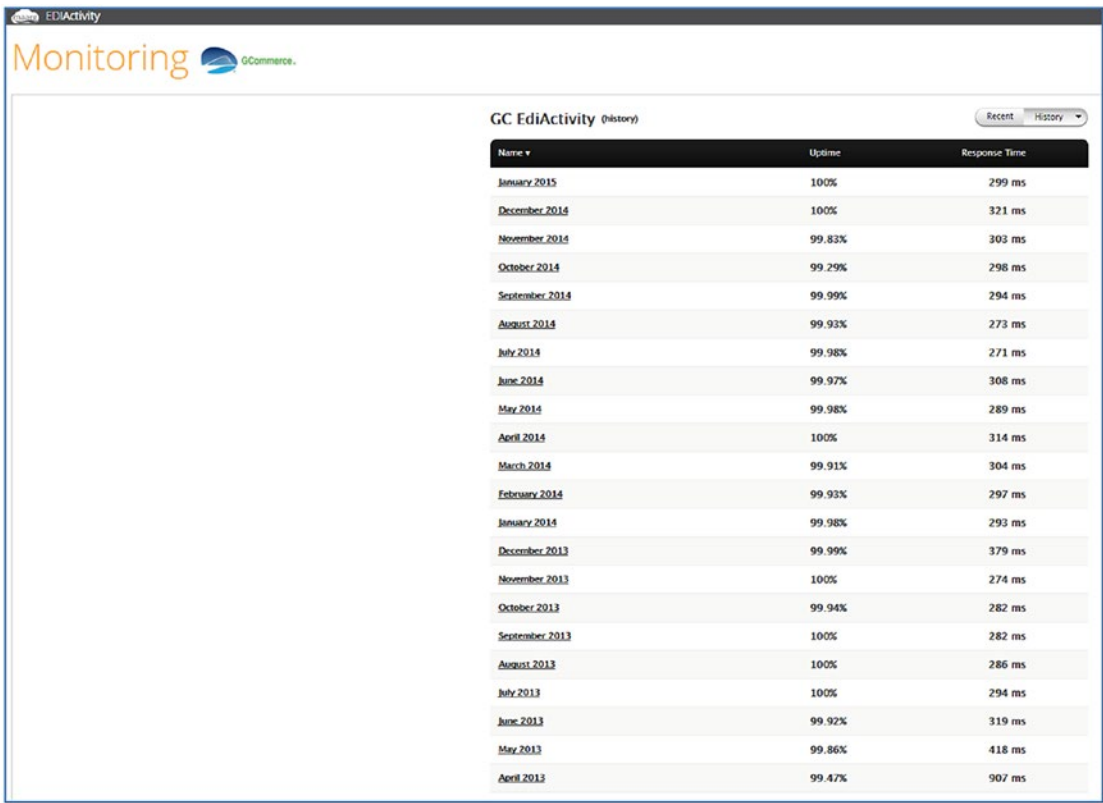 EDIActivity
Monitoring GCommerce.
GC EdiActivity (history) Recent History
Name Uptime Response Time
January 2015 100% 299 ms
December 2014 100% 321 ms
November 2014 99.83% 303 ms
October 2014 99.29% 298 ms
September 2014 99.99% 294 ms
August 2014 99.93% 273 ms
July 2014 99.98% 271 ms
June 2014 99.97% 308 ms
May 2014 99.98% 289 ms
April 2014 100% 314 ms
March 2014 99.91% 304 ms
February 2014 99.93% 297 ms
January 2014 99.98% 293 ms
December 2013 99.99% 379 ms
November 2013 100% 274 ms
October 2013 99.94% 282 ms
September 2013 100% 282 ms
August 2013 100% 286 ms
July 2013 100% 294 ms
June 2013 99.92% 319 ms
May 2013 99.86% 418 ms
April 2013 99.47% 907 ms